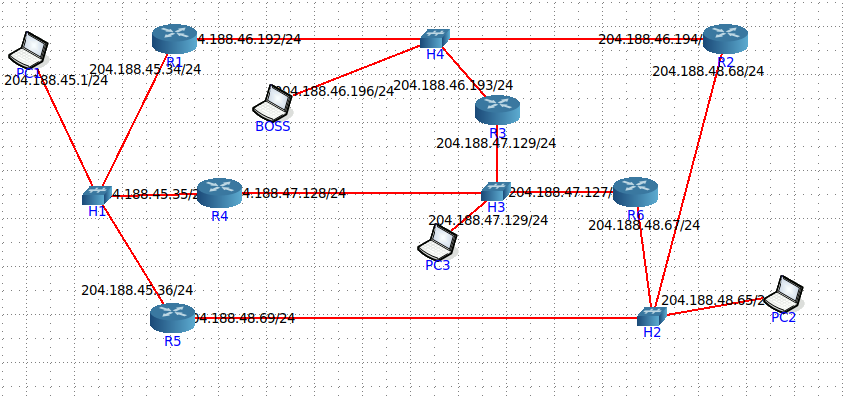 4.188.46.192/24
H4
204.188.46.194/
R1
R2
PC1
204.188.45.1/24
204.188.45.34/24
204.188.48.68/24
204.188.46.196/24
204.188.46.193/24
BOSS
R3
204.188.47.129/24
4.188.45.35/2
4.188.47.128/24
204.188.47.127/
H1
R4
H3
R6
204.188.47.129/24
204.188.48.67/24
PC3
204.188.45.36/24
204.188.48.65/2
04.188.48.69/24
PC2
R5
H2